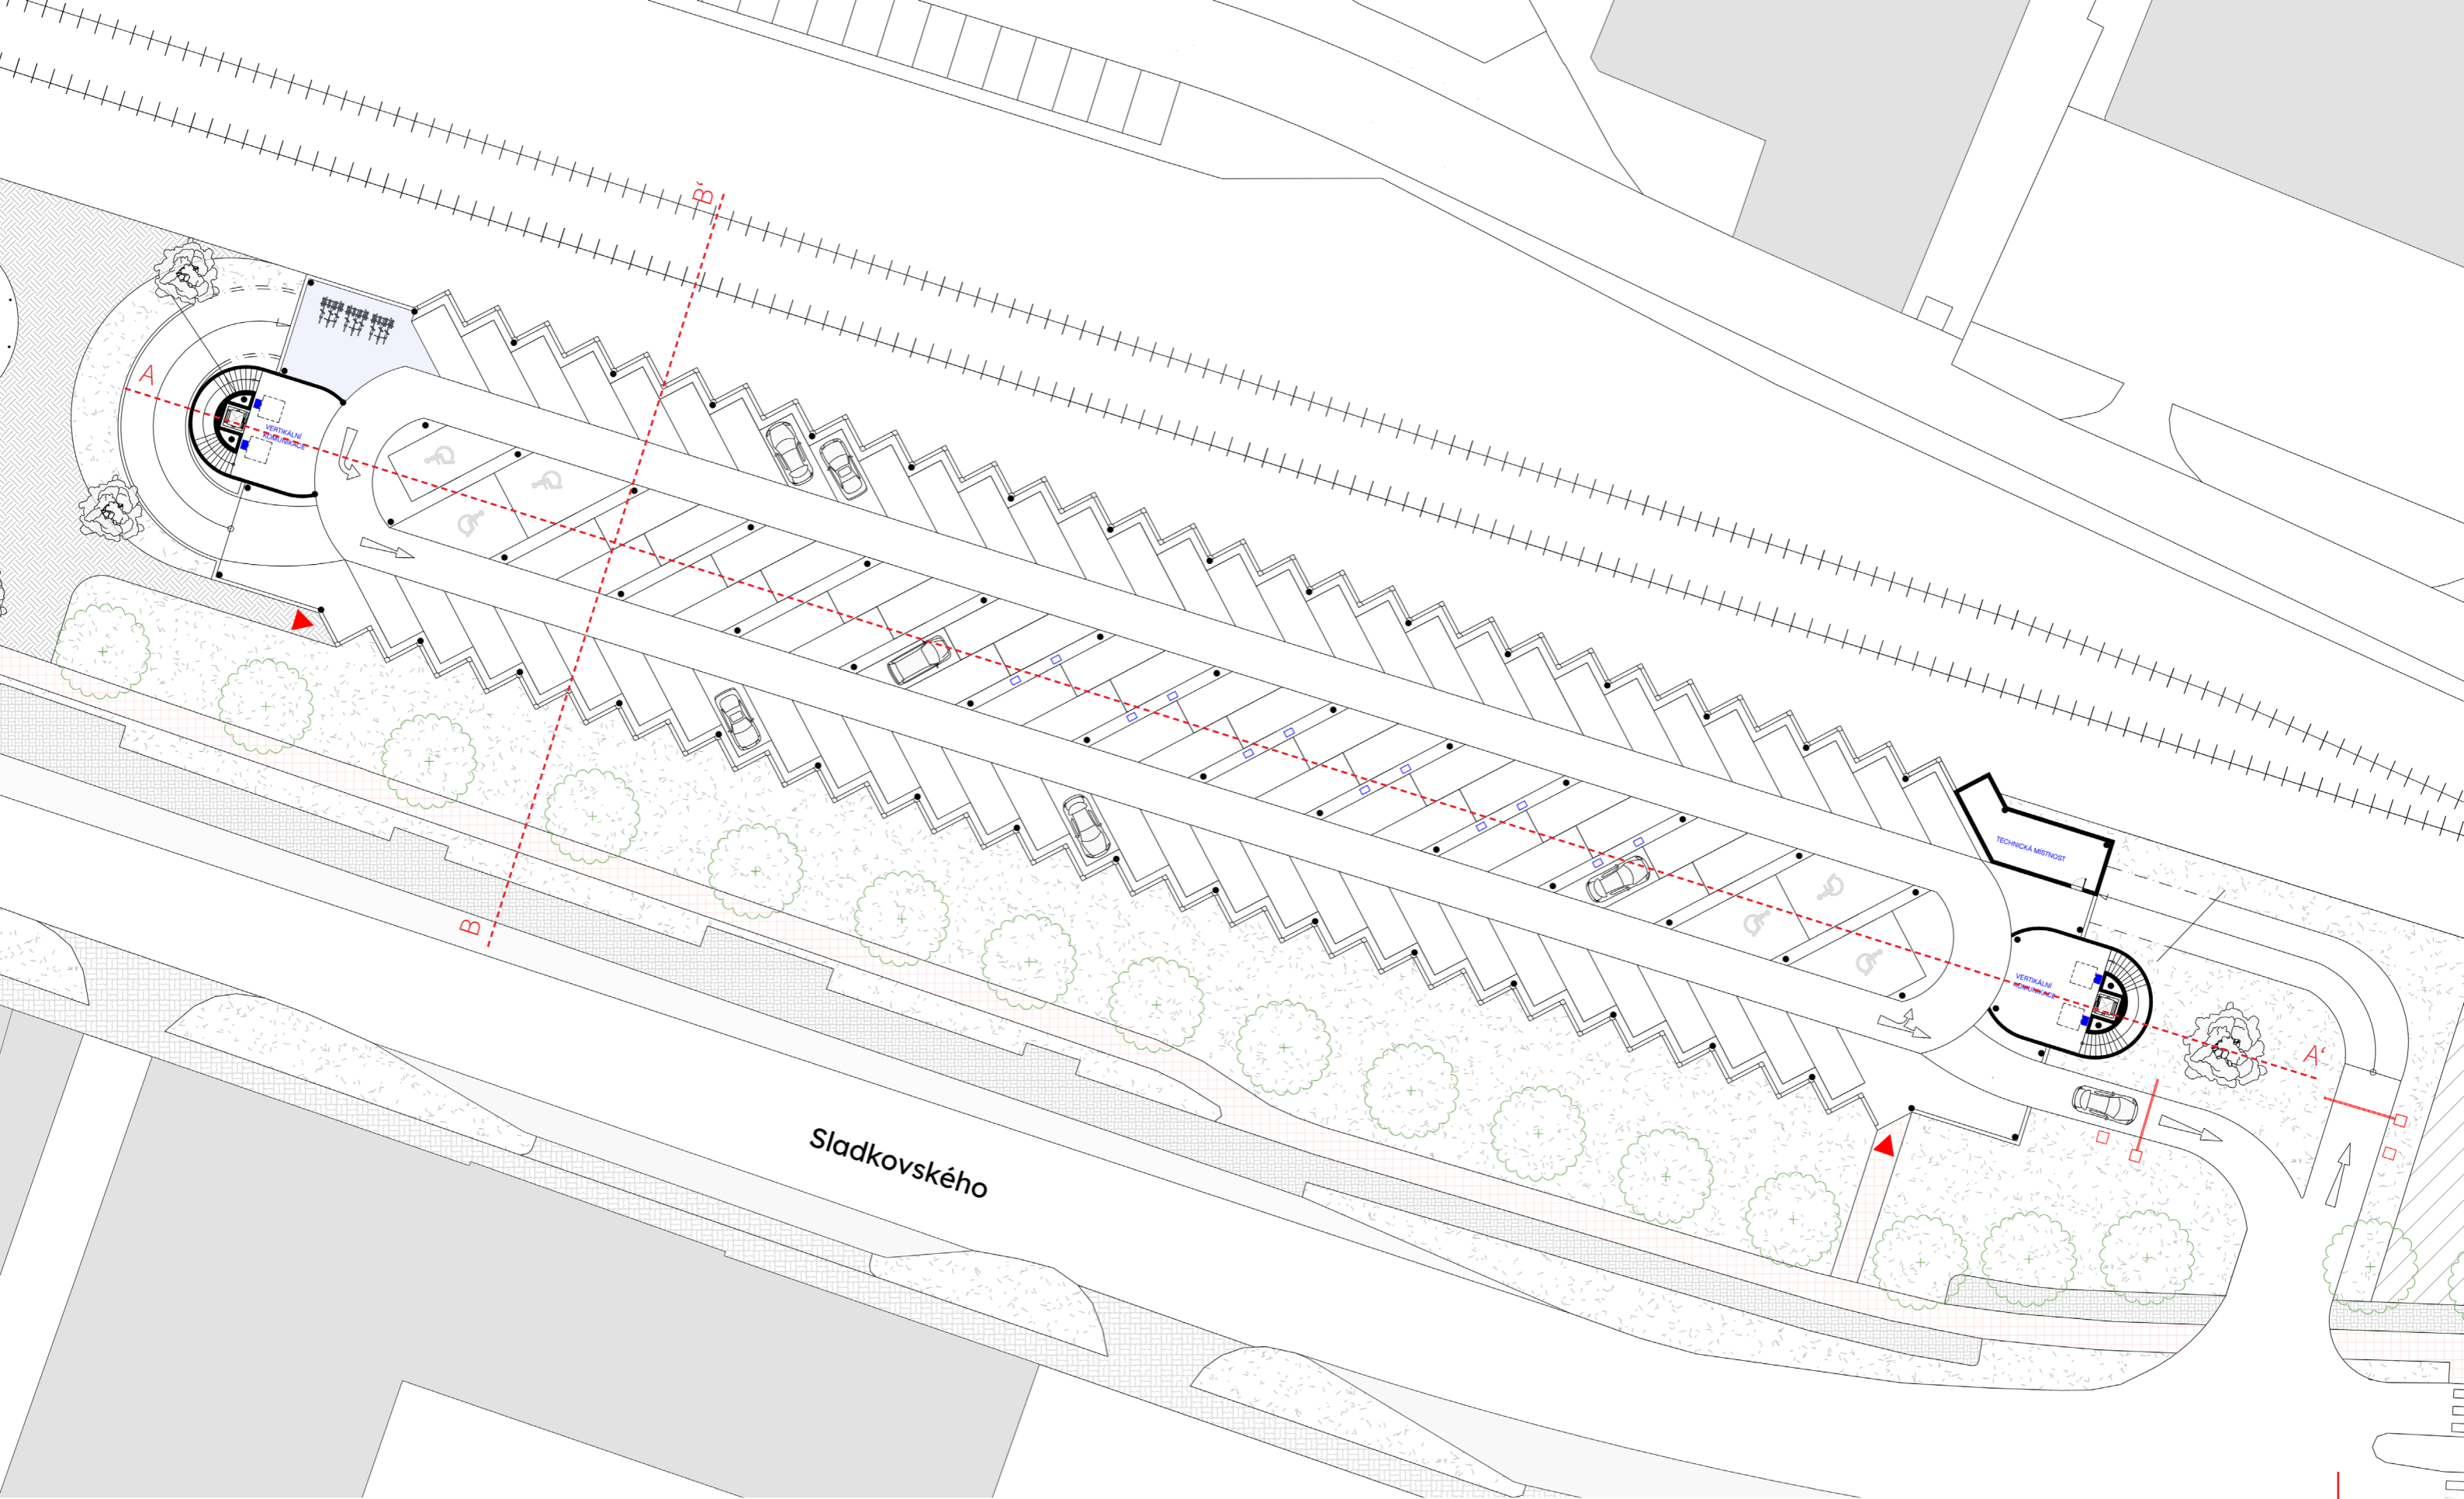 B'
A
VERTIKÁLNÍ
KOMUNIKACE
TECHNICKÁ MÍSTNOST
B
VERTIKÁLNÍ
KOMUNIKACE
A'
Sladkovského